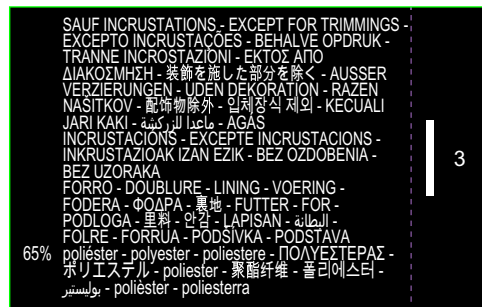 SAUF INCRUSTATIONS - EXCEPT FOR TRIMMINGS -
EXCEPTO INCRUSTAÇÕES - BEHALVE OPDRUK -
TRANNE INCROSTAZIONI - ΕΚΤΟΣ ΑΠΟ
ΔΙΑΚΟΣΜΗΣΗ - 装飾を施した部分を除く - AUSSER
VERZIERUNGEN - UDEN DEKORATION - RAZEN
NASITKOV - 配饰物除外 - 입체장식 제외 - KECUALI
JARI KAKI - ماعدا للزركشة - AGAS
INCRUSTACIONS - EXCEPTE INCRUSTACIONS -
INKRUSTAZIOAK IZAN EZIK - BEZ OZDOBENIA -
BEZ UZORAKA
FORRO - DOUBLURE - LINING - VOERING -
FODERA - ΦΟΔΡΑ - 裏地 - FUTTER - FOR -
PODLOGA - 里料 - 안감 - LAPISAN - البطانة -
FOLRE - FORRUA - PODŠÍVKA - PODSTAVA
65% poliéster - polyester - poliestere - ΠΟΛΥΕΣΤΕΡΑΣ -
ポリエステル - poliester - 聚酯纤维 - 폴리에스터 -
بوليستير - polièster - poliesterra
3